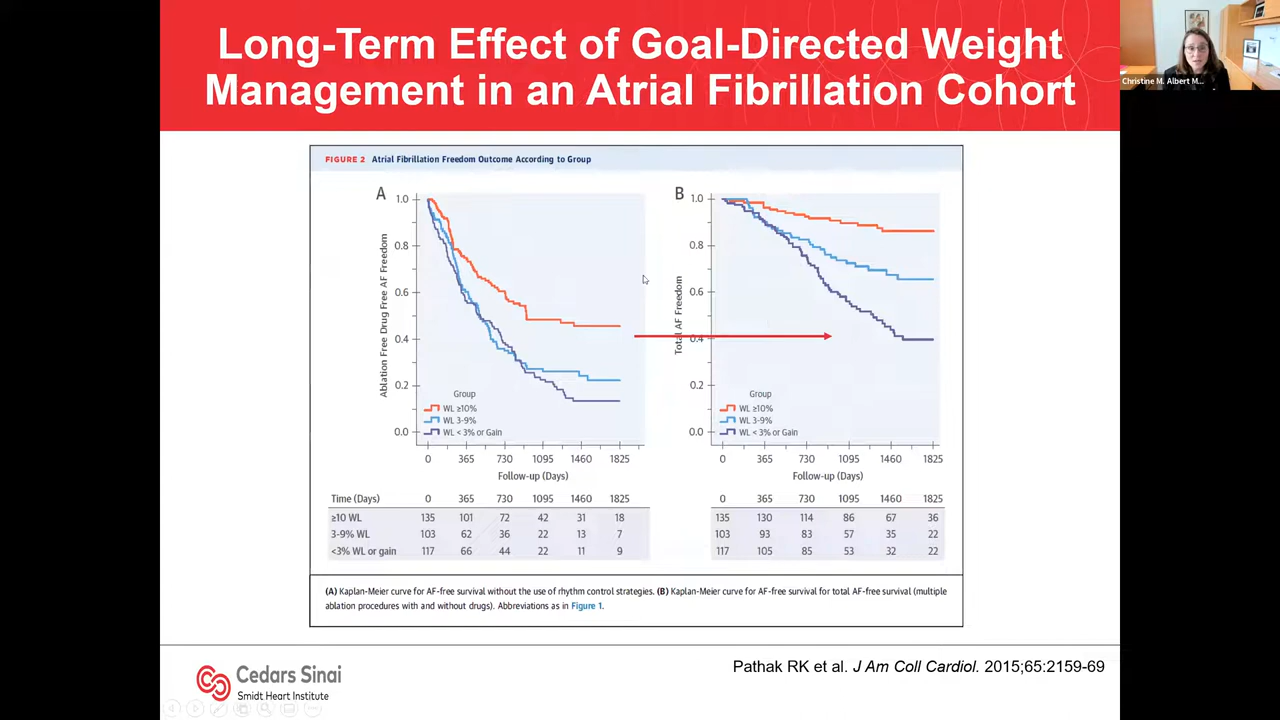 Long-Term Effect of Goal-Directed Weight
Management in an Atrial Fibrillation Cohort
Christine M. Albert M...
FIGURE 2 Atrial Fibrillation Freedom Outcome According to Group
A
Ablation Free Drug Free AF Freedom
1.0
0.8
0.6
0.4
0.2
0.0
Group
WL ≥10%
WL 3-9%
WL < 3% or Gain
0 365 730 1095 1460 1825
Follow-up (Days)
B
Total AF Freedom
1.0
0.8
0.6
0.4
0.2
0.0
Group
WL ≥10%
WL 3-9%
WL < 3% or Gain
0 365 730 1095 1460 1825
Follow-up (Days)
Time (Days) 0 365 730 1095 1460 1825 0 365 730 1095 1460 1825
≥10 WL 135 101 72 42 31 18 135 130 114 86 67 36
3-9% WL 103 62 36 22 13 7 103 93 83 57 35 22
<3% WL or gain 117 66 44 22 11 9 117 105 85 53 32 22
(A) Kaplan-Meier curve for AF-free survival without the use of rhythm control strategies. (B) Kaplan-Meier curve for AF-free survival for total AF-free survival (multiple
ablation procedures with and without drugs). Abbreviations as in Figure 1.
Cedars Sinai
Smidt Heart Institute
Pathak RK et al. J Am Coll Cardiol. 2015;65:2159-69